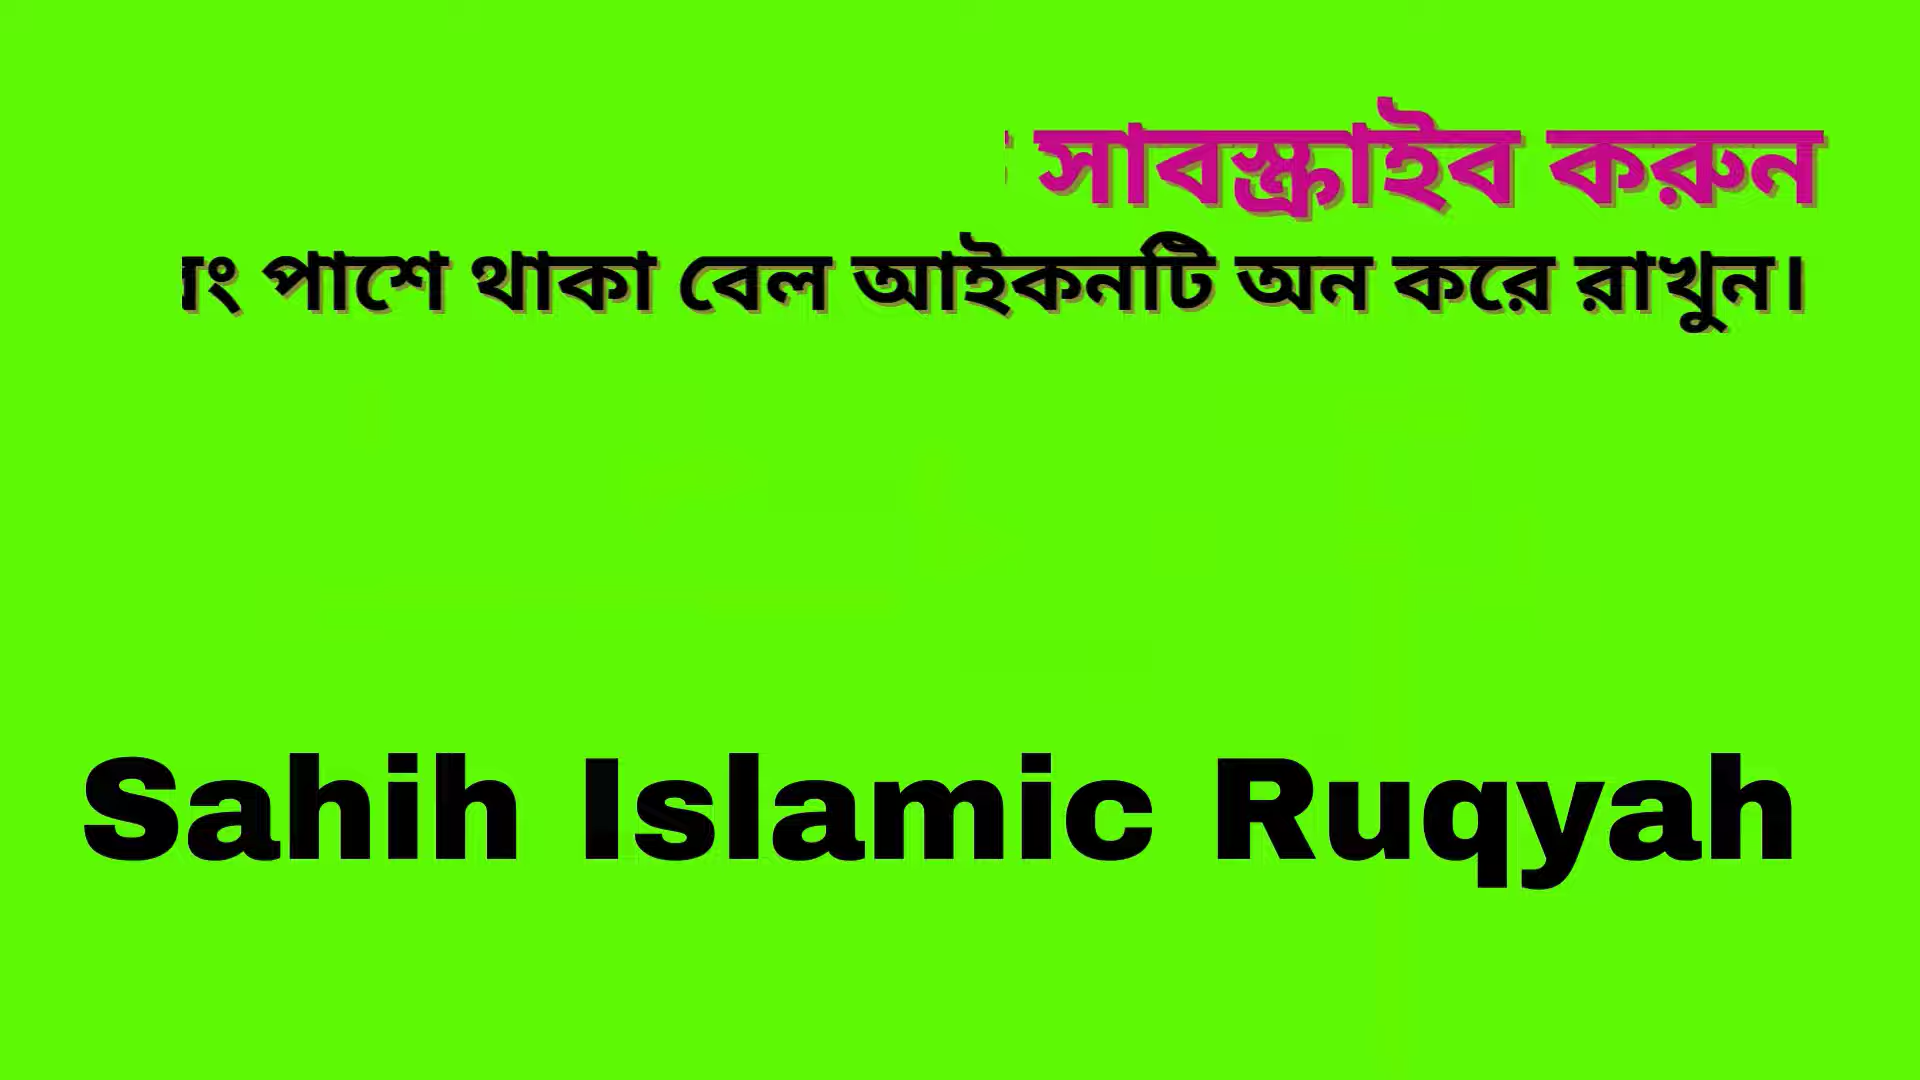 সাবস্ক্রাইব করুন
পাশে থাকা বেল আইকনটি অন করে রাখুন।
Sahih Islamic Ruqyah